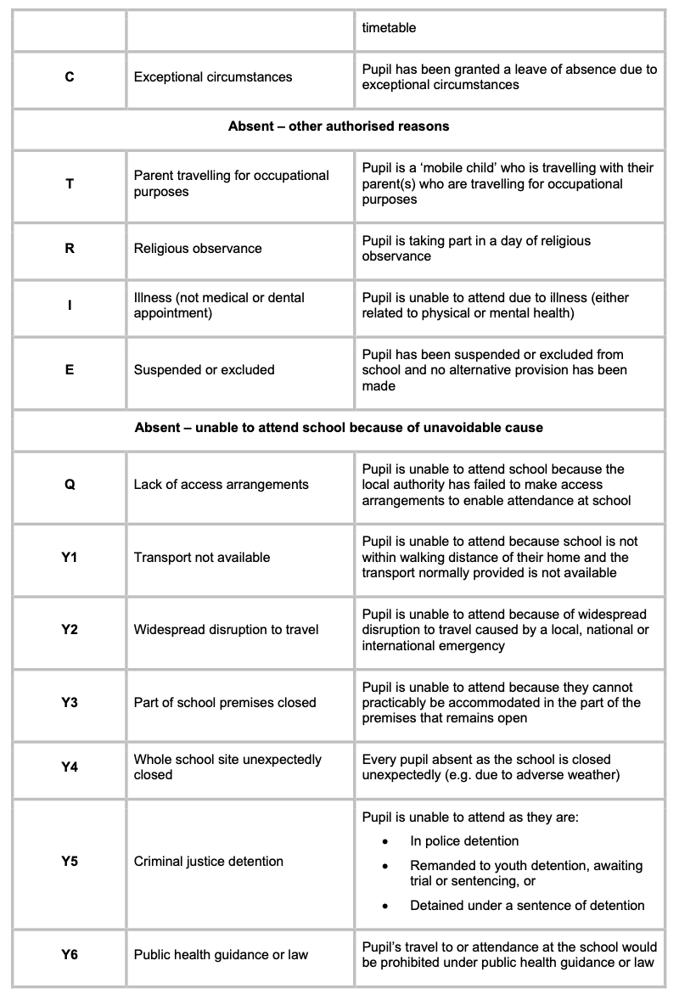 timetable
C
Exceptional circumstances
Pupil has been granted a leave of absence due to
exceptional circumstances
Absent – other authorised reasons
T
Parent travelling for occupational
purposes
Pupil is a ‘mobile child’ who is travelling with their
parent(s) who are travelling for occupational
purposes
R
Religious observance
Pupil is taking part in a day of religious
observance
I
Illness (not medical or dental
appointment)
Pupil is unable to attend due to illness (either
related to physical or mental health)
E
Suspended or excluded
Pupil has been suspended or excluded from
school and no alternative provision has been
made
Absent – unable to attend school because of unavoidable cause
Q
Lack of access arrangements
Pupil is unable to attend school because the
local authority has failed to make access
arrangements to enable attendance at school
Y1
Transport not available
Pupil is unable to attend because school is not
within walking distance of their home and the
transport normally provided is not available
Y2
Widespread disruption to travel
Pupil is unable to attend because of widespread
disruption to travel caused by a local, national or
international emergency
Y3
Part of school premises closed
Pupil is unable to attend because they cannot
practicably be accommodated in the part of the
premises that remains open
Y4
Whole school site unexpectedly
closed
Every pupil absent as the school is closed
unexpectedly (e.g. due to adverse weather)
Y5
Criminal justice detention
Pupil is unable to attend as they are:
• In police detention
• Remanded to youth detention, awaiting
trial or sentencing, or
• Detained under a sentence of detention
Y6
Public health guidance or law
Pupil’s travel to or attendance at the school would
be prohibited under public health guidance or law